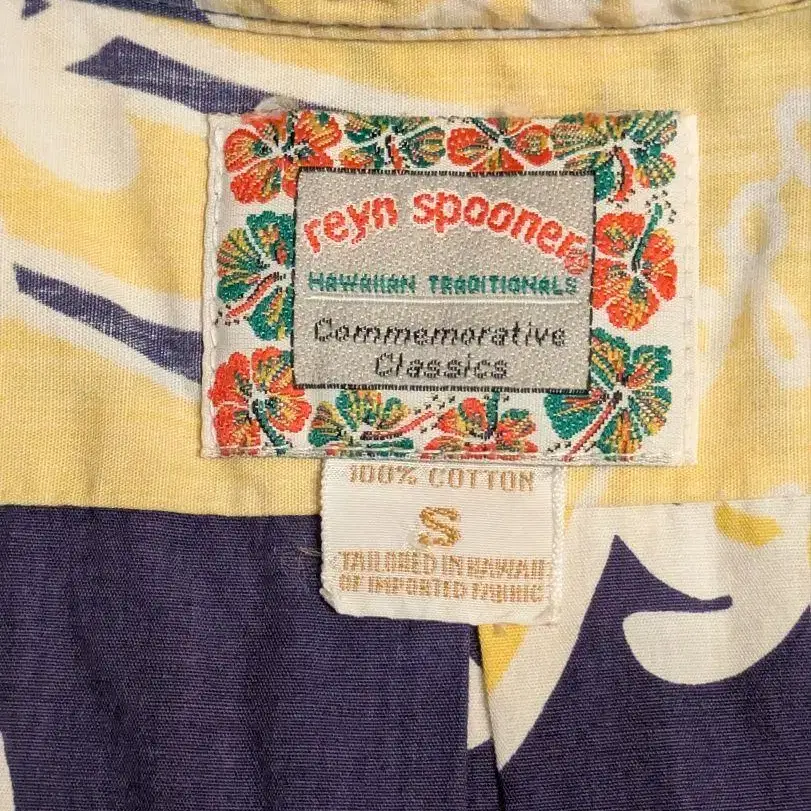 reyn spooner®
HAWAIIAN TRADITIONALS
Commemorative
Classics
100% COTTON
S
TAILORED IN HAWAII
OF IMPORTED FABRIC